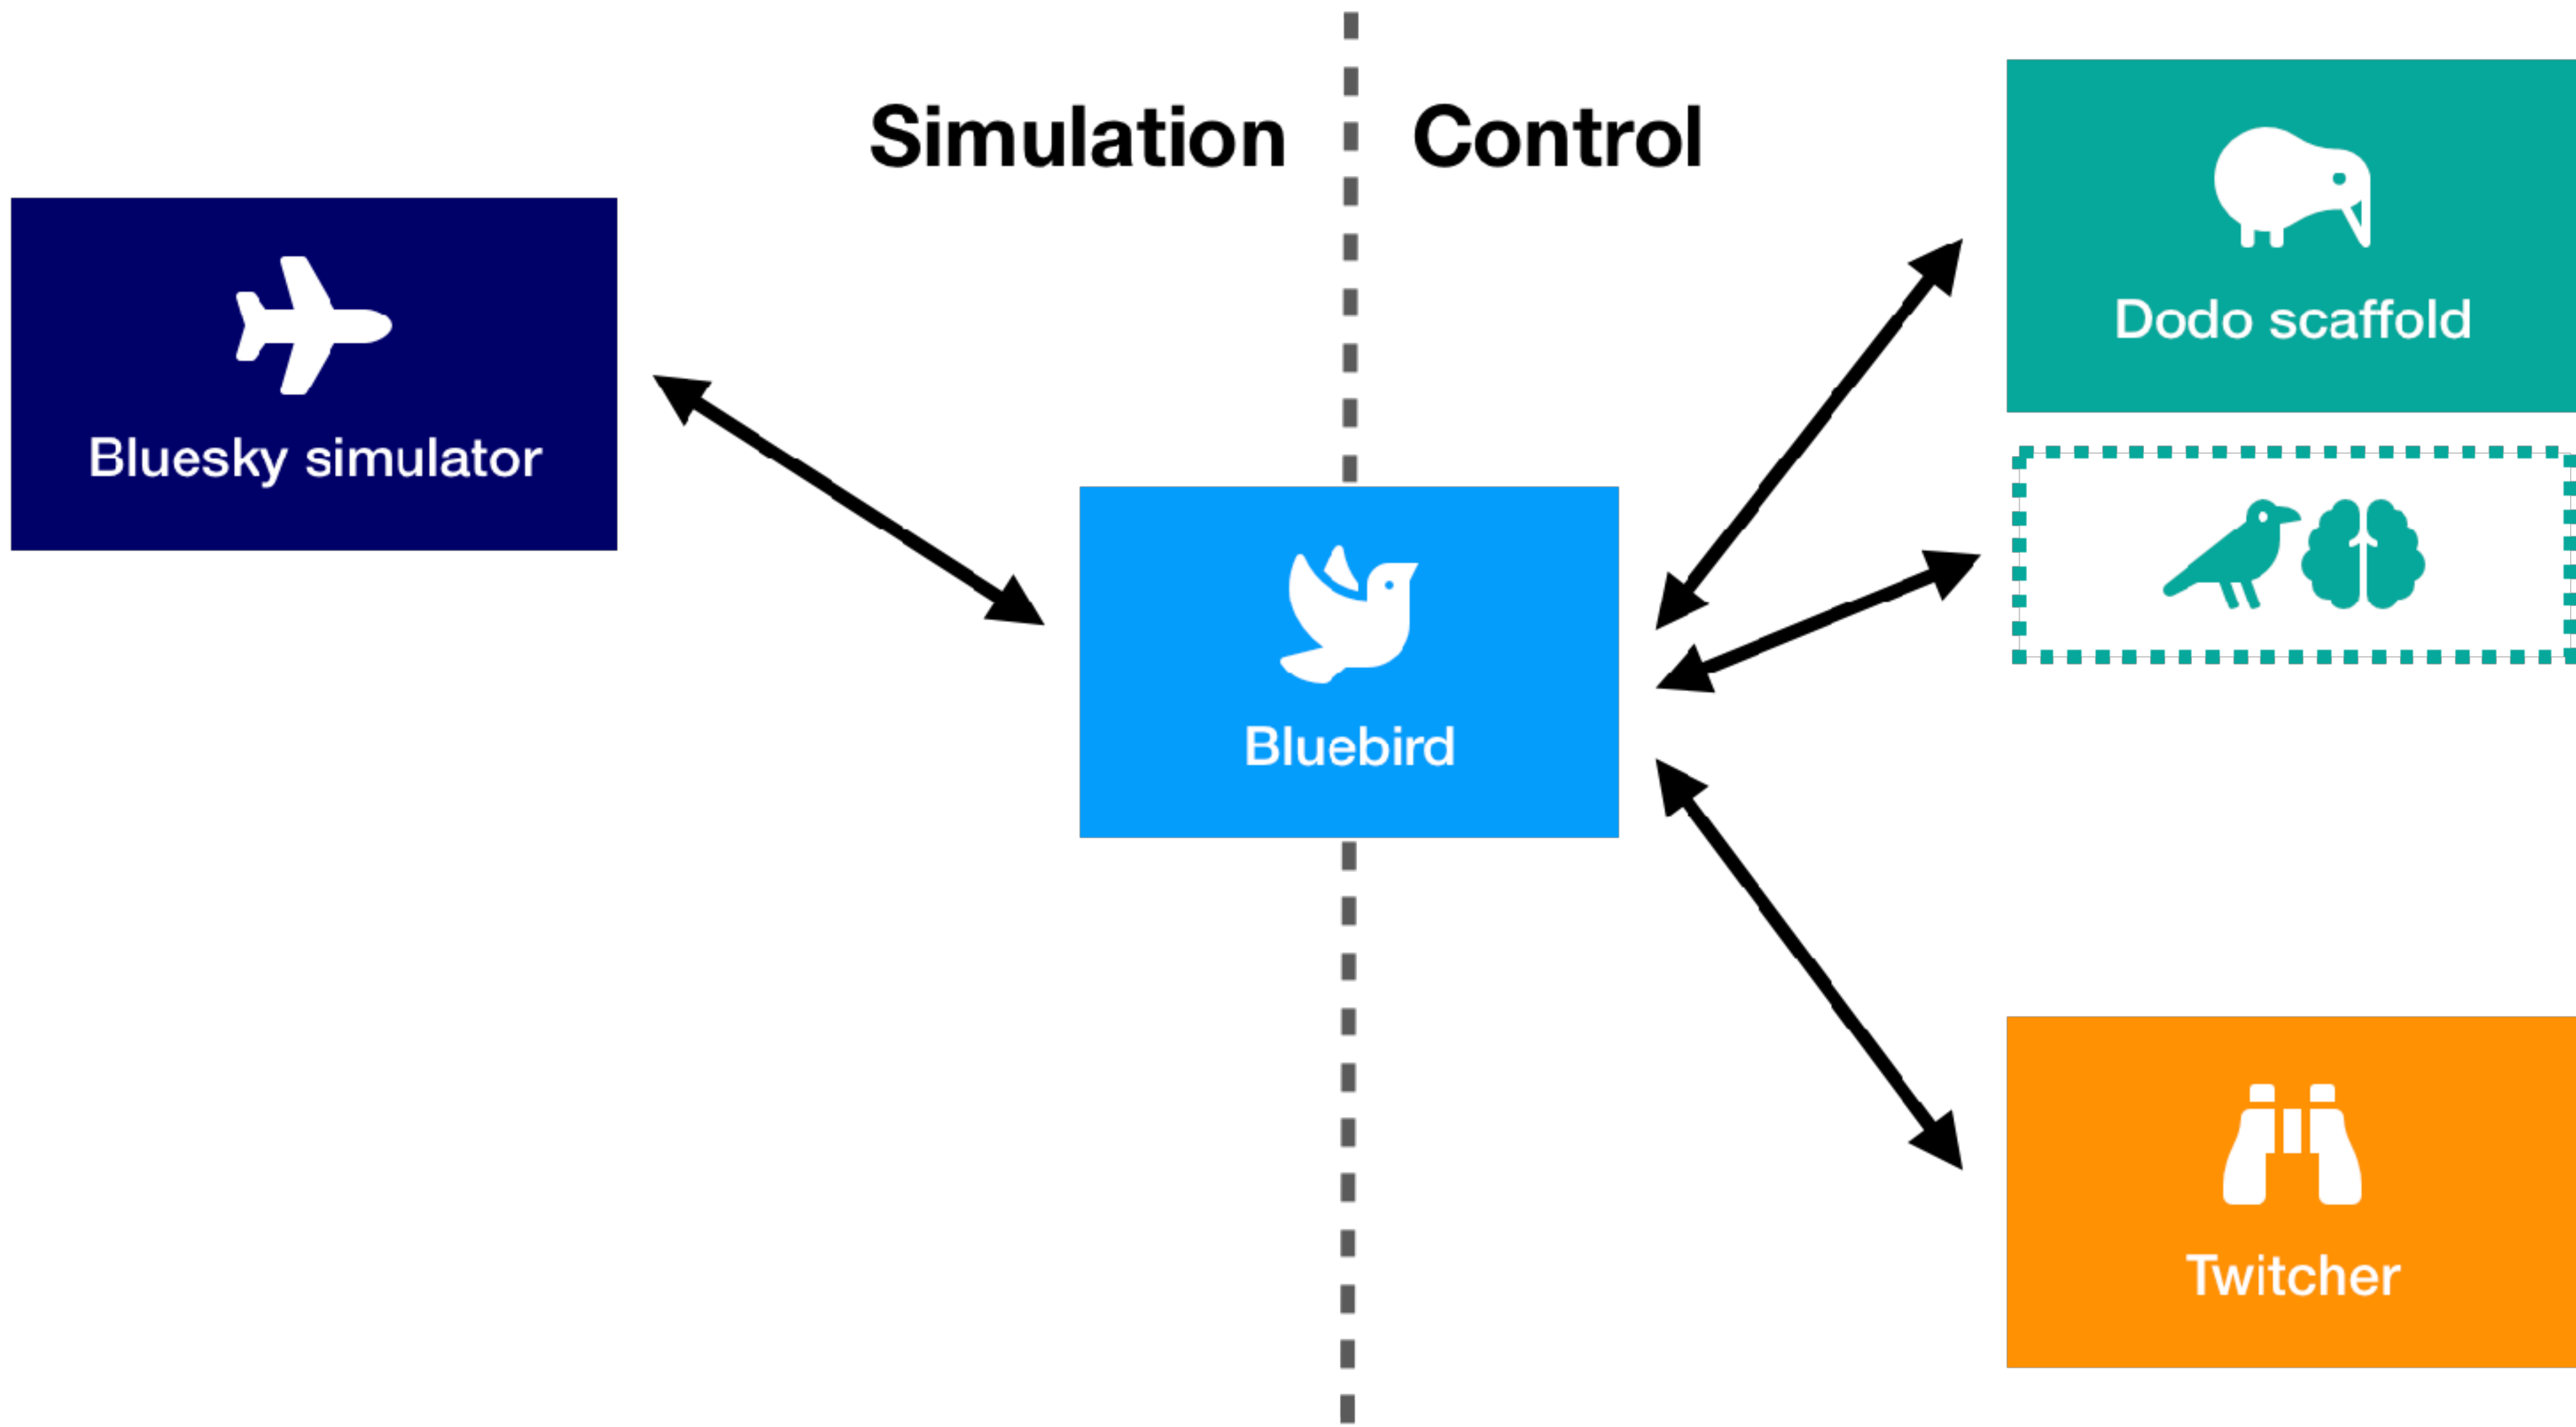 Simulation
Control
Bluesky simulator
Dodo scaffold
Bluebird
Twitcher